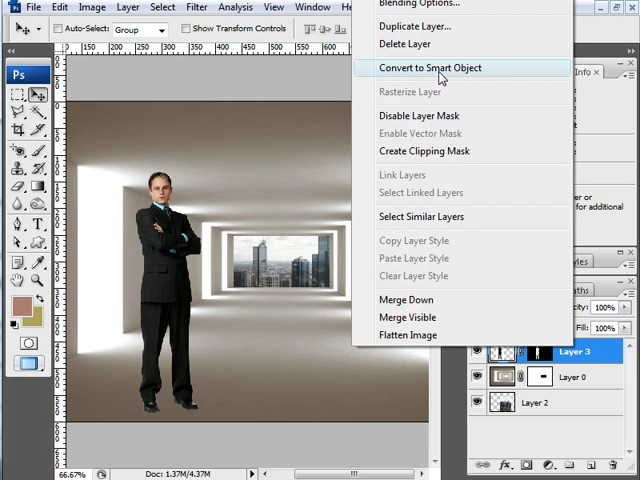 File Edit Image Layer Select Filter Analysis View Window
Auto-Select: Group Show Transform Controls
Ps
Blending Options...
Duplicate Layer...
Delete Layer
Convert to Smart Object
Rasterize Layer
Disable Layer Mask
Enable Vector Mask
Create Clipping Mask
Link Layers
Select Linked Layers
Select Similar Layers
Copy Layer Style
Paste Layer Style
Clear Layer Style
Merge Down
Merge Visible
Flatten Image
Info
for additional
100%
Fill: 100%
Layer 3
Layer 0
Layer 2
66.67% Doc: 1.37M/4.37M